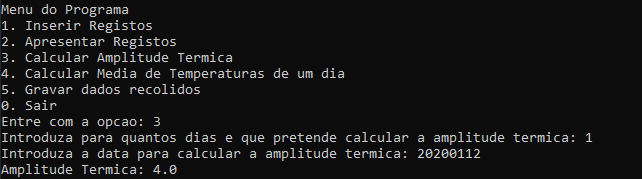 Menu do Programa
1. Inserir Registos
2. Apresentar Registos
3. Calcular Amplitude Termica
4. Calcular Media de Temperaturas de um dia
5. Gravar dados recolidos
0. Sair
Entre com a opcao: 3
Introduza para quantos dias e que pretende calcular a amplitude termica: 1
Introduza a data para calcular a amplitude termica: 20200112
Amplitude Termica: 4.0